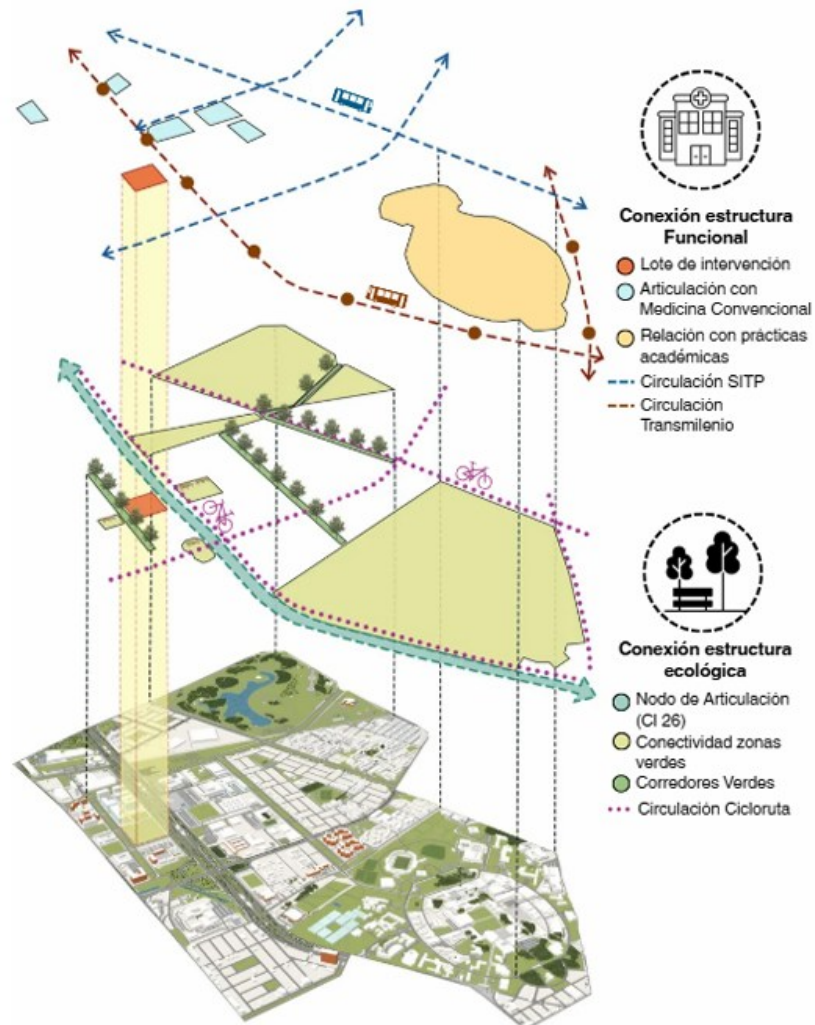 Conexión estructura
Funcional
Lote de intervención
Articulación con
Medicina Convencional
Relación con prácticas
académicas
Circulación SITP
Circulación
Transmilenio
Conexión estructura
ecológica
Nodo de Articulación
(Cl 26)
Conectividad zonas
verdes
Corredores Verdes
Circulación Cicloruta